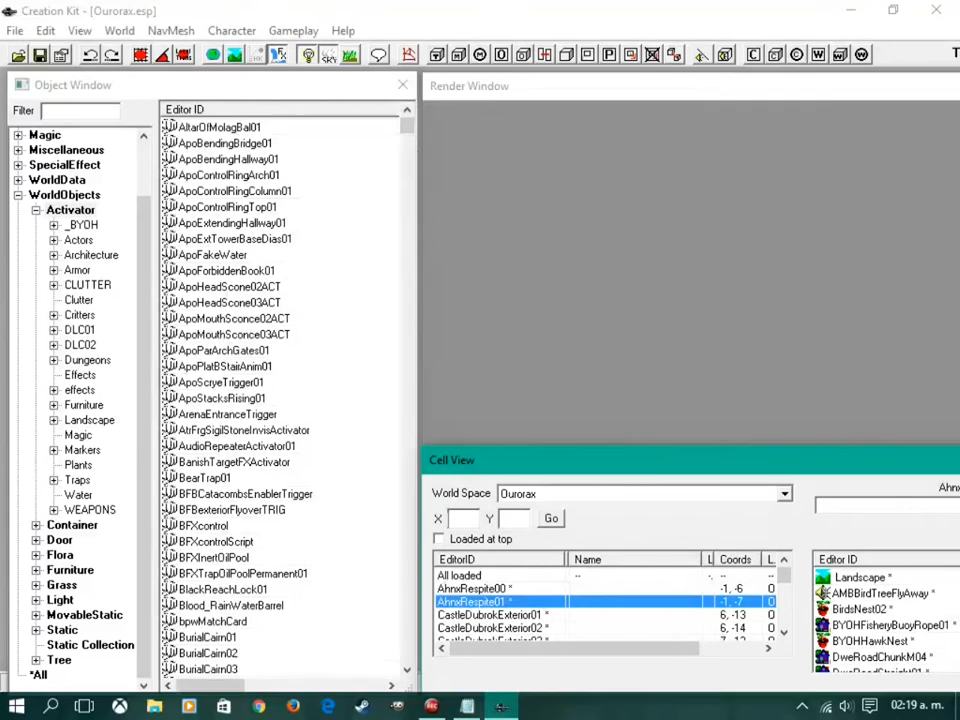 Creation Kit - [Ourorax.esp]
File Edit View World NavMesh Character Gameplay Help
Object Window
Filter
Magic
Miscellaneous
SpecialEffect
WorldData
WorldObjects
Activator
_BYOH
Actors
Architecture
Armor
CLUTTER
Clutter
Critters
DLC01
DLC02
Dungeons
Effects
effects
Furniture
Landscape
Magic
Markers
Plants
Traps
Water
WEAPONS
Container
Door
Flora
Furniture
Grass
Light
MovableStatic
Static
Static Collection
Tree
*All
Editor ID
AltarOfMolagBal01
ApoBendingBridge01
ApoBendingHallway01
ApoControlRingArch01
ApoControlRingColumn01
ApoControlRingTop01
ApoExtendingHallway01
ApoExtTowerBaseDias01
ApoFakeWater
ApoForbiddenBook01
ApoHeadScone02ACT
ApoHeadScone03ACT
ApoMouthSconce02ACT
ApoMouthSconce03ACT
ApoParArchGates01
ApoPlatBStairAnim01
ApoScryeTrigger01
ApoStacksRising01
ArenaEntranceTrigger
AtrFrgSigilStoneInvisActivator
AudioRepeaterActivator01
BanishTargetFXActivator
BearTrap01
BFBCatacombsEnablerTrigger
BFBexteriorFlyoverTRIG
BFXcontrol
BFXcontrolScript
BFXInertOilPool
BFXTrapOilPoolPermanent01
BlackReachLock01
Blood_RainWaterBarrel
bpwMatchCard
BurialCairn01
BurialCairn02
BurialCairn03
Render Window
Cell View
World Space Ourorax
X Y Go
Loaded at top
EditorID Name L Coords L
All loaded -- -. -- --
AhnxRespite00 * -1, -6 0
AhnxRespite01 * -1, -7 0
CastleDubrokExterior01 * 6, -13 0
CastleDubrokExterior02 * 6, -14 0
Ahnx
Editor ID
Landscape *
AMBBirdTreeFlyAway *
BirdsNest02 *
BYOHFisheryBuoyRope01 *
BYOHHawkNest *
DweRoadChunkM04 *
02:19 a. m.